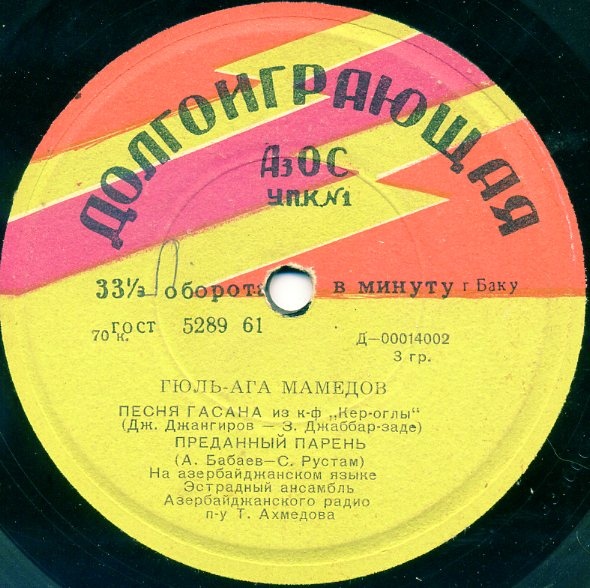 ДОЛГОИГРАЮЩАЯ
АзОС
УПК№1
33⅓ оборота в минуту г Баку
70 к. гост 5289 61
Д—00014002
3 гр.
ГЮЛЬ-АГА МАМЕДОВ
ПЕСНЯ ГАСАНА из к-ф „Кер-оглы“
(Дж. Джангиров — З. Джаббар-заде)
ПРЕДАННЫЙ ПАРЕНЬ
(А. Бабаев—С. Рустам)
На азербайджанском языке
Эстрадный ансамбль
Азербайджанского радио
п-у Т. Ахмедова